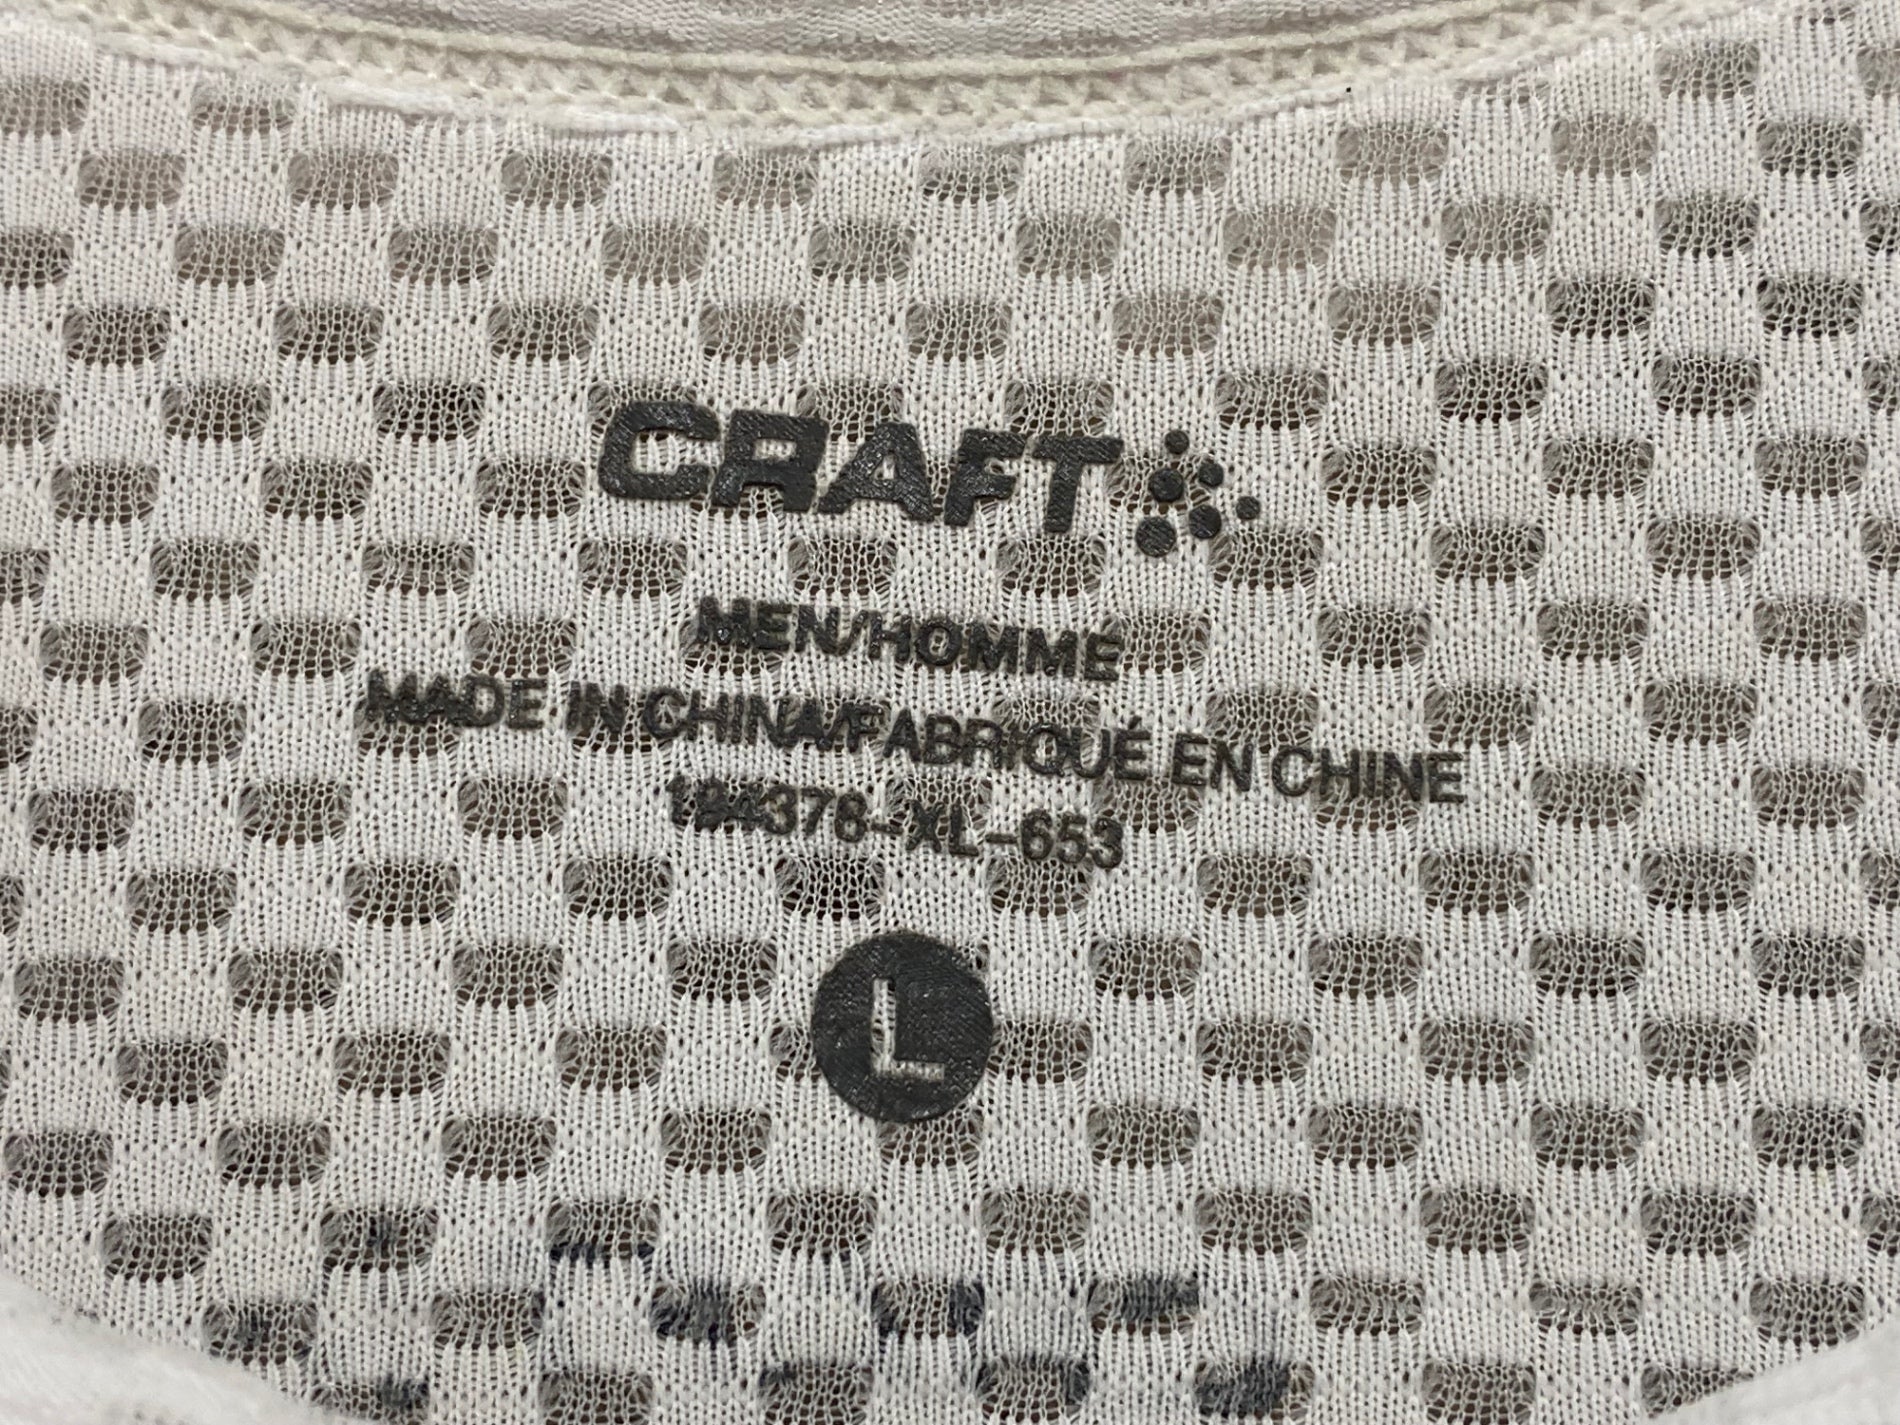 CRAFT
MEN/HOMME
MADE IN CHINA/FABRIQUÉ EN CHINE
194378-XL-653
L